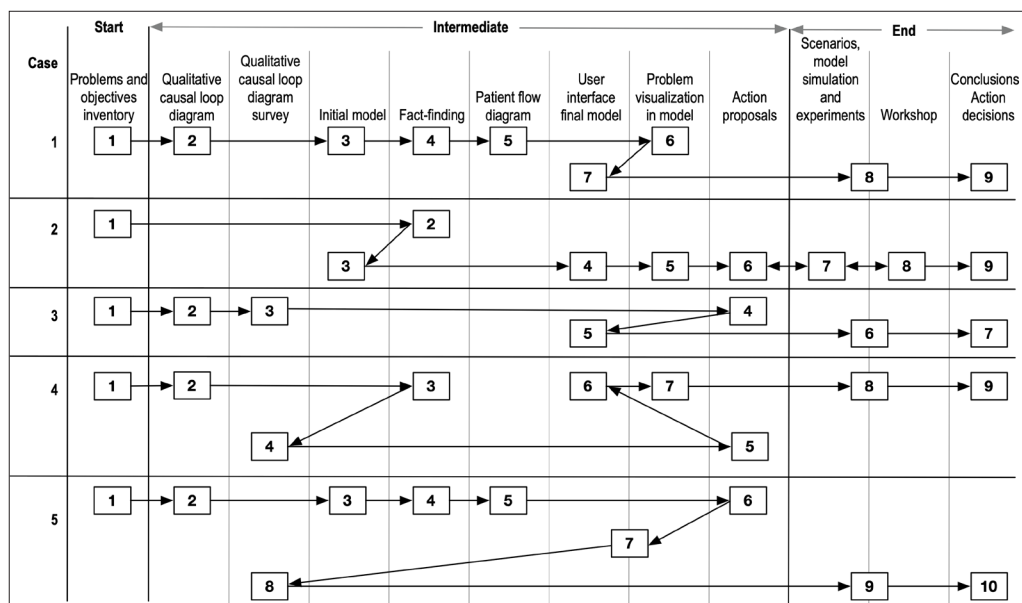 Start
Intermediate
End
Case
Problems and
objectives
inventory
Qualitative
causal loop
diagram
Qualitative
causal loop
diagram
survey
Initial model
Fact-finding
Patient flow
diagram
User
interface
final model
Problem
visualization
in model
Action
proposals
Scenarios,
model
simulation
and
experiments
Workshop
Conclusions
Action
decisions
1
1 2 3 4 5 6
7 8 9
2
1 2
3 4 5 6 7 8 9
3
1 2 3 4
5 6 7
4
1 2 3 6 7 8 9
4 5
5
1 2 3 4 5 6
7
8 9 10